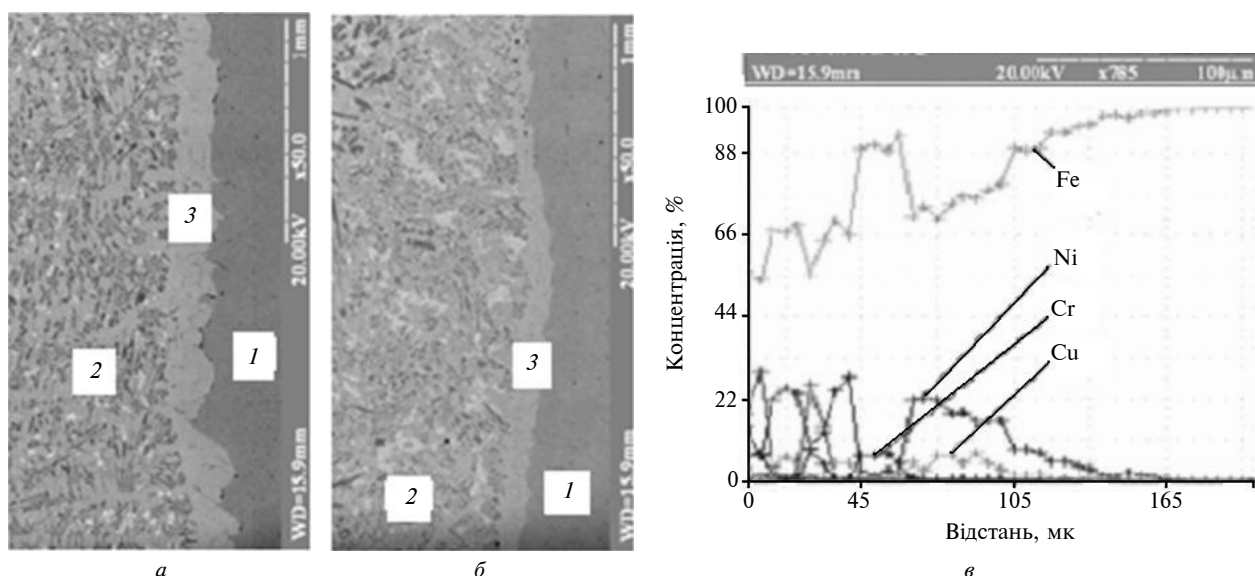 1mm
x50.0
20.00kV
WD=15.9mm
3
2
1
а
1mm
x50.0
20.00kV
WD=15.9mm
3
2
1
б
WD=15.9mm 20.00kV x785 100μm
Концентрація, %
100
88
66
44
22
0
Fe
Ni
Cr
Cu
0 45 105 165
Відстань, мк
в